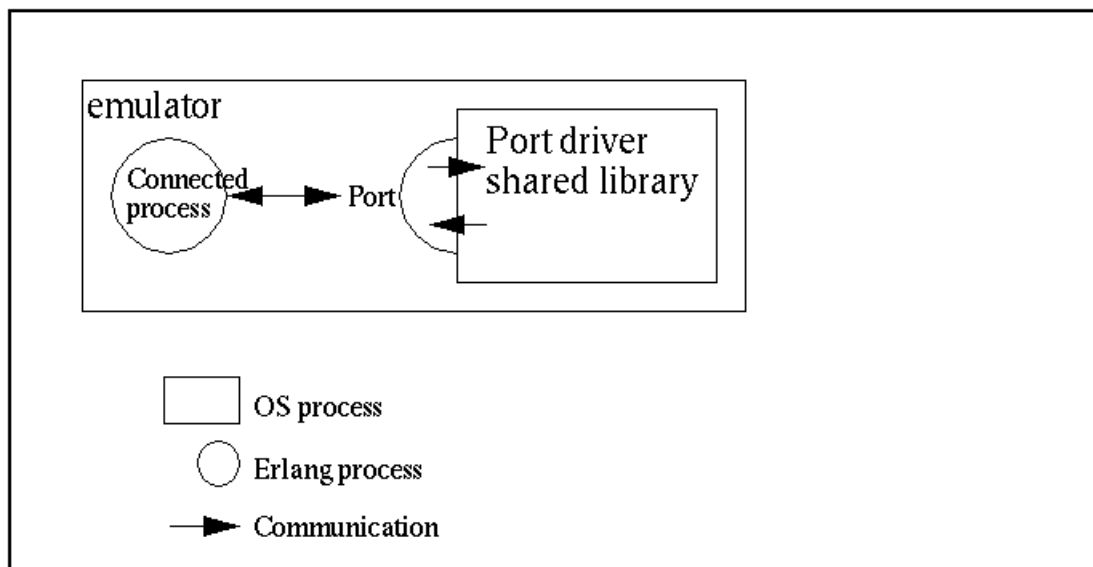 emulator
Connected
process
Port
Port driver
shared library
OS process
Erlang process
Communication